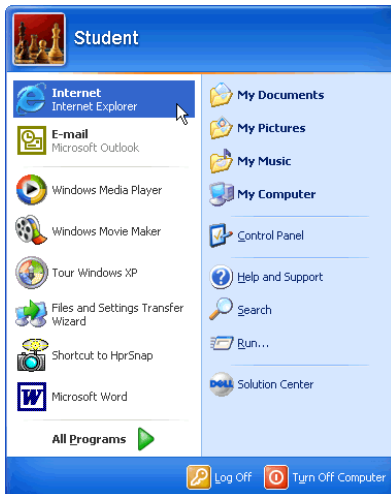 Student
Internet
Internet Explorer
E-mail
Microsoft Outlook
Windows Media Player
Windows Movie Maker
Tour Windows XP
Files and Settings Transfer
Wizard
Shortcut to HprSnap
Microsoft Word
All Programs
My Documents
My Pictures
My Music
My Computer
Control Panel
Help and Support
Search
Run...
DELL Solution Center
Log Off
Turn Off Computer